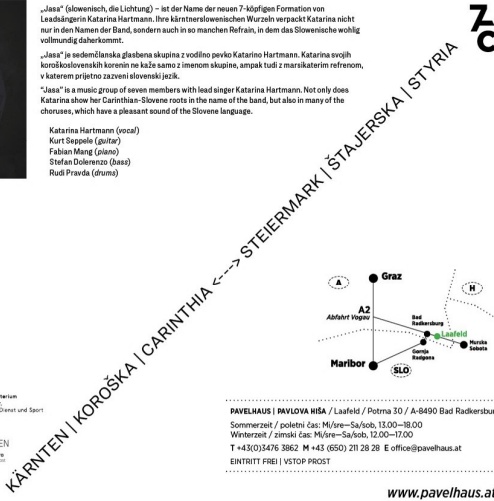 „Jasa“ (slowenisch, die Lichtung) – ist der Name der neuen 7-köpfigen Formation von
Leadsängerin Katarina Hartmann. Ihre kärntnerslowenischen Wurzeln verpackt Katarina nicht
nur in den Namen der Band, sondern auch in so manchen Refrain, in dem das Slowenische wohlig
vollmundig daherkommt.
„Jasa“ je sedemčlanska glasbena skupina z vodilno pevko Katarino Hartmann. Katarina svojih
koroškoslovenskih korenin ne kaže samo z imenom skupine, ampak tudi z marsikaterim refrenom,
v katerem prijetno zazveni slovenski jezik.
“Jasa” is a music group of seven members with lead singer Katarina Hartmann. Not only does
Katarina show her Carinthian-Slovene roots in the name of the band, but also in many of the
choruses, which have a pleasant sound of the Slovene language.
Katarina Hartmann (vocal)
Kurt Seppele (guitar)
Fabian Mang (piano)
Stefan Dolerenzo (bass)
Rudi Pravda (drums)
KÄRNTEN | KOROŠKA | CARINTHIA <----> STEIERMARK | ŠTAJERSKA | STYRIA
A
Graz
H
A2
Abfahrt Vogau
Bad
Radkersburg
Laafeld
Murska
Sobota
Gornja
Radgona
Maribor
SLO
Dienst und Sport
PAVELHAUS | PAVLOVA HIŠA / Laafeld / Potrna 30 / A-8490 Bad Radkersbur
Sommerzeit / poletni čas: Mi/sre—Sa/sob, 13.00—18.00
Winterzeit / zimski čas: Mi/sre—Sa/sob, 12.00—17.00
T +43(0)3476 3862 M +43 (650) 211 28 28 E office@pavelhaus.at
EINTRITT FREI | VSTOP PROST
www.pavelhaus.at